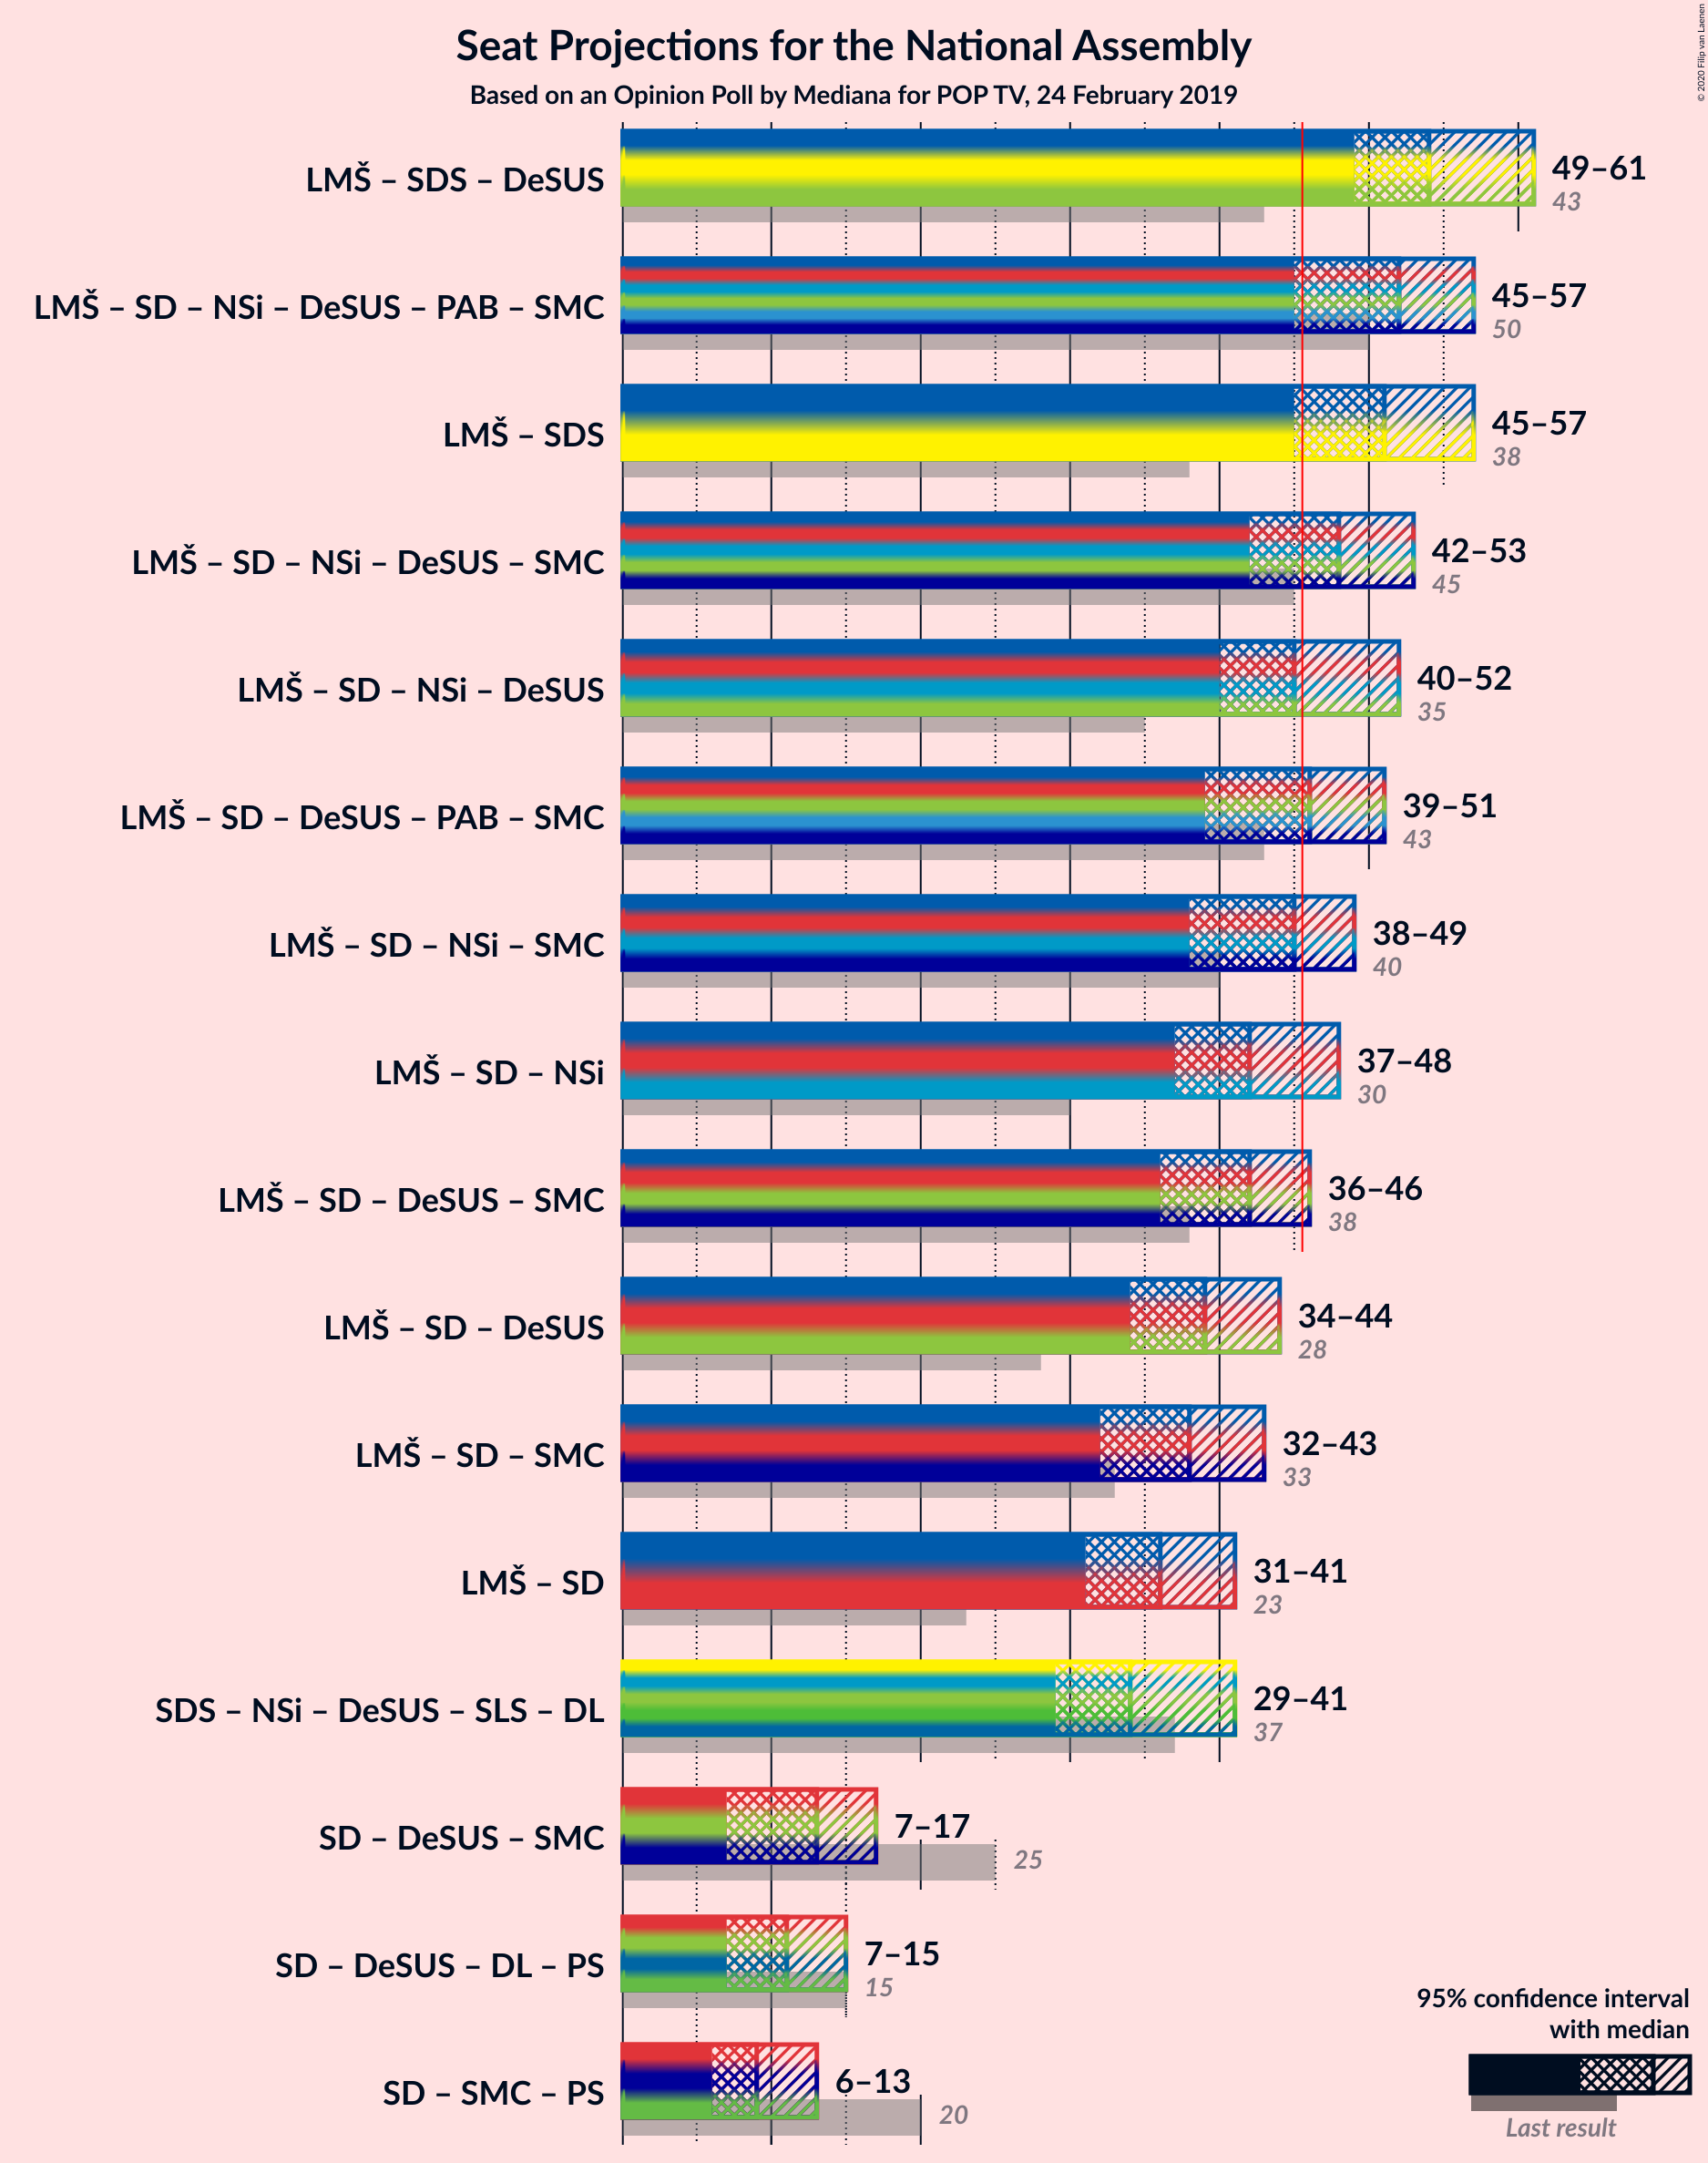 Seat Projections for the National Assembly
Based on an Opinion Poll by Mediana for POP TV, 24 February 2019
© 2020 Filip van Laenen
LMŠ – SDS – DeSUS
49–61
43
LMŠ – SD – NSi – DeSUS – PAB – SMC
45–57
50
LMŠ – SDS
45–57
38
LMŠ – SD – NSi – DeSUS – SMC
42–53
45
LMŠ – SD – NSi – DeSUS
40–52
35
LMŠ – SD – DeSUS – PAB – SMC
39–51
43
LMŠ – SD – NSi – SMC
38–49
40
LMŠ – SD – NSi
37–48
30
LMŠ – SD – DeSUS – SMC
36–46
38
LMŠ – SD – DeSUS
34–44
28
LMŠ – SD – SMC
32–43
33
LMŠ – SD
31–41
23
SDS – NSi – DeSUS – SLS – DL
29–41
37
SD – DeSUS – SMC
7–17
25
SD – DeSUS – DL – PS
7–15
15
SD – SMC – PS
6–13
20
95% confidence interval
with median
Last result